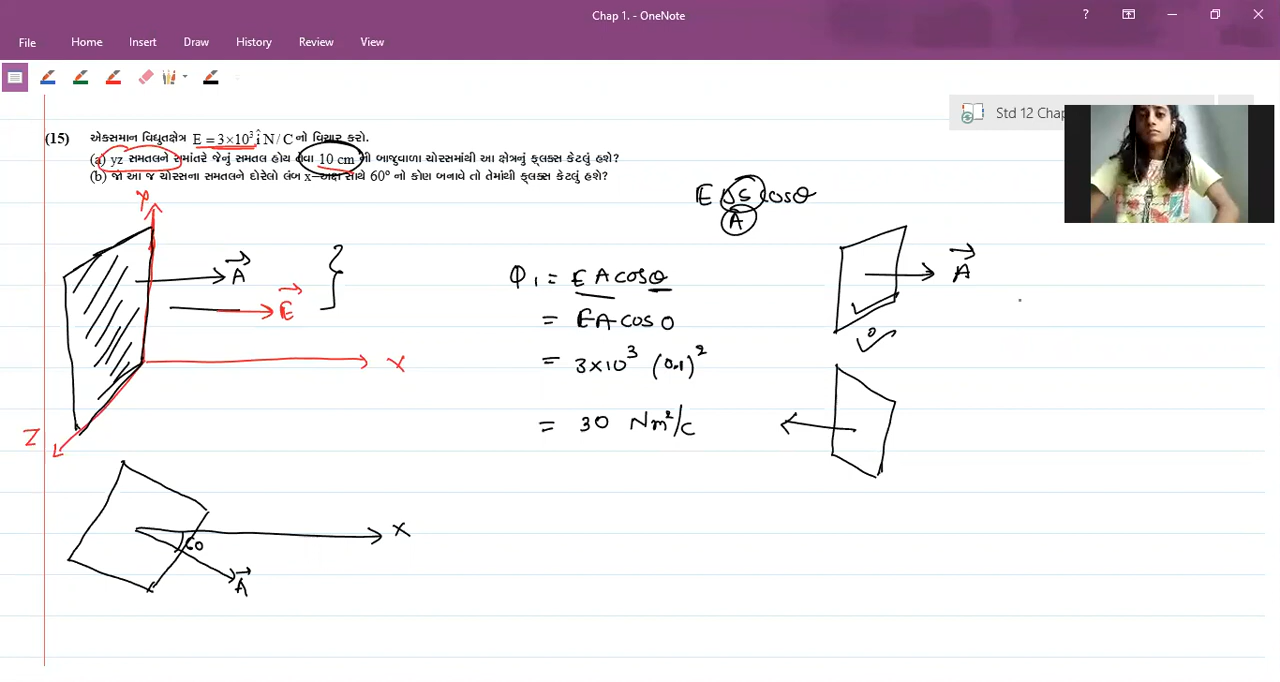 Chap 1. - OneNote
?
File Home Insert Draw History Review View
Std 12 Chap
(15) એકસમાન વિદ્યુતક્ષેત્ર E = 3×10³ î N/C નો વિચાર કરો.
(a) yz સમતલને સમાંતરે જેનું સમતલ હોય તેવા 10 cm ની બાજુવાળા ચોરસમાંથી આ ક્ષેત્રનું ફ્લક્સ કેટલું હશે?
(b) જો આ જ ચોરસના સમતલને દોરેલો લંબ x–અક્ષ સાથે 60° નો કોણ બનાવે તો તેમાંથી ફ્લક્સ કેટલું હશે?
E Δs cosθ
A
Y
A⃗
E⃗
X
Z
Φ₁ = EA cosθ
= EA cos 0
= 3×10³ (0.1)²
= 30 Nm²/C
A⃗
X
60
A⃗